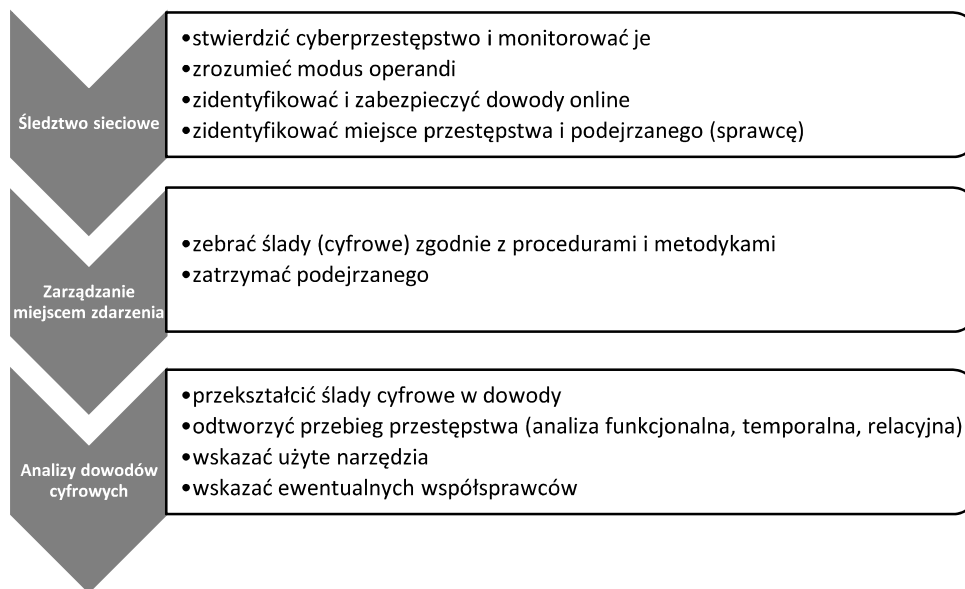 Śledztwo sieciowe
•stwierdzić cyberprzestępstwo i monitorować je
•zrozumieć modus operandi
•zidentyfikować i zabezpieczyć dowody online
•zidentyfikować miejsce przestępstwa i podejrzanego (sprawcę)
Zarządzanie
miejscem zdarzenia
•zebrać ślady (cyfrowe) zgodnie z procedurami i metodykami
•zatrzymać podejrzanego
Analizy dowodów
cyfrowych
•przekształcić ślady cyfrowe w dowody
•odtworzyć przebieg przestępstwa (analiza funkcjonalna, temporalna, relacyjna)
•wskazać użyte narzędzia
•wskazać ewentualnych współsprawców